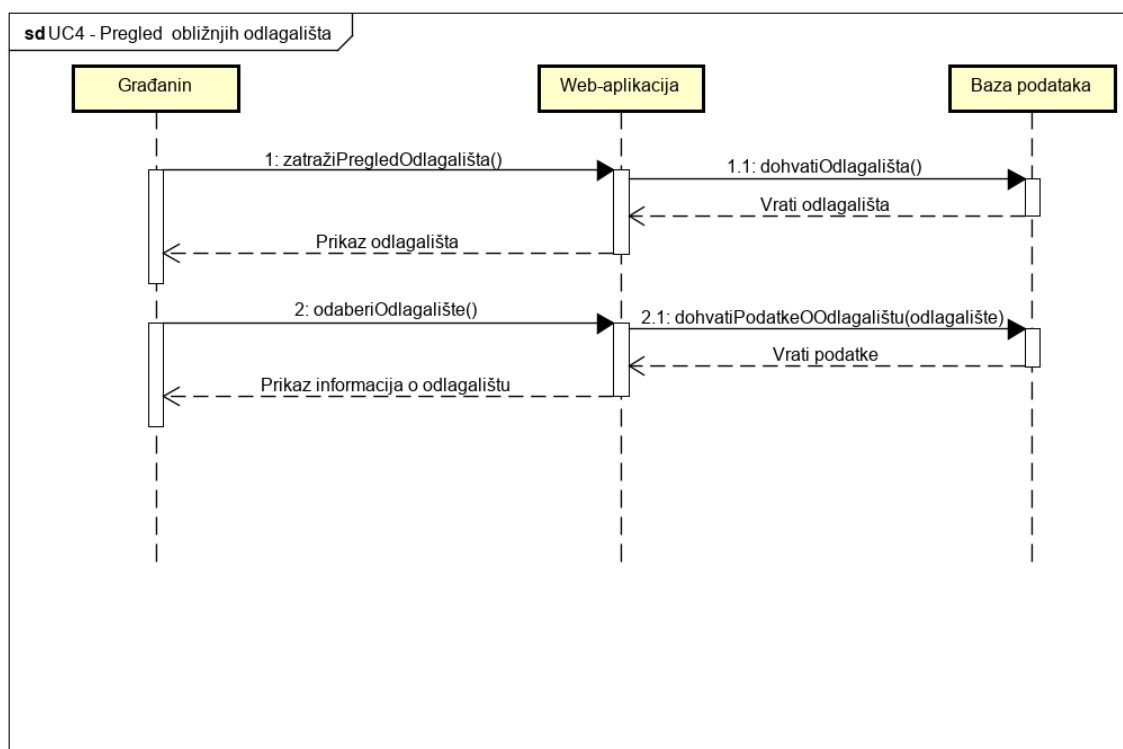 sd UC4 - Pregled obližnjih odlagališta
Građanin
Web-aplikacija
Baza podataka
1: zatražiPregledOdlagališta()
1.1: dohvatiOdlagališta()
Vrati odlagališta
Prikaz odlagališta
2: odaberiOdlagalište()
2.1: dohvatiPodatkeOOdlagalištu(odlagalište)
Vrati podatke
Prikaz informacija o odlagalištu